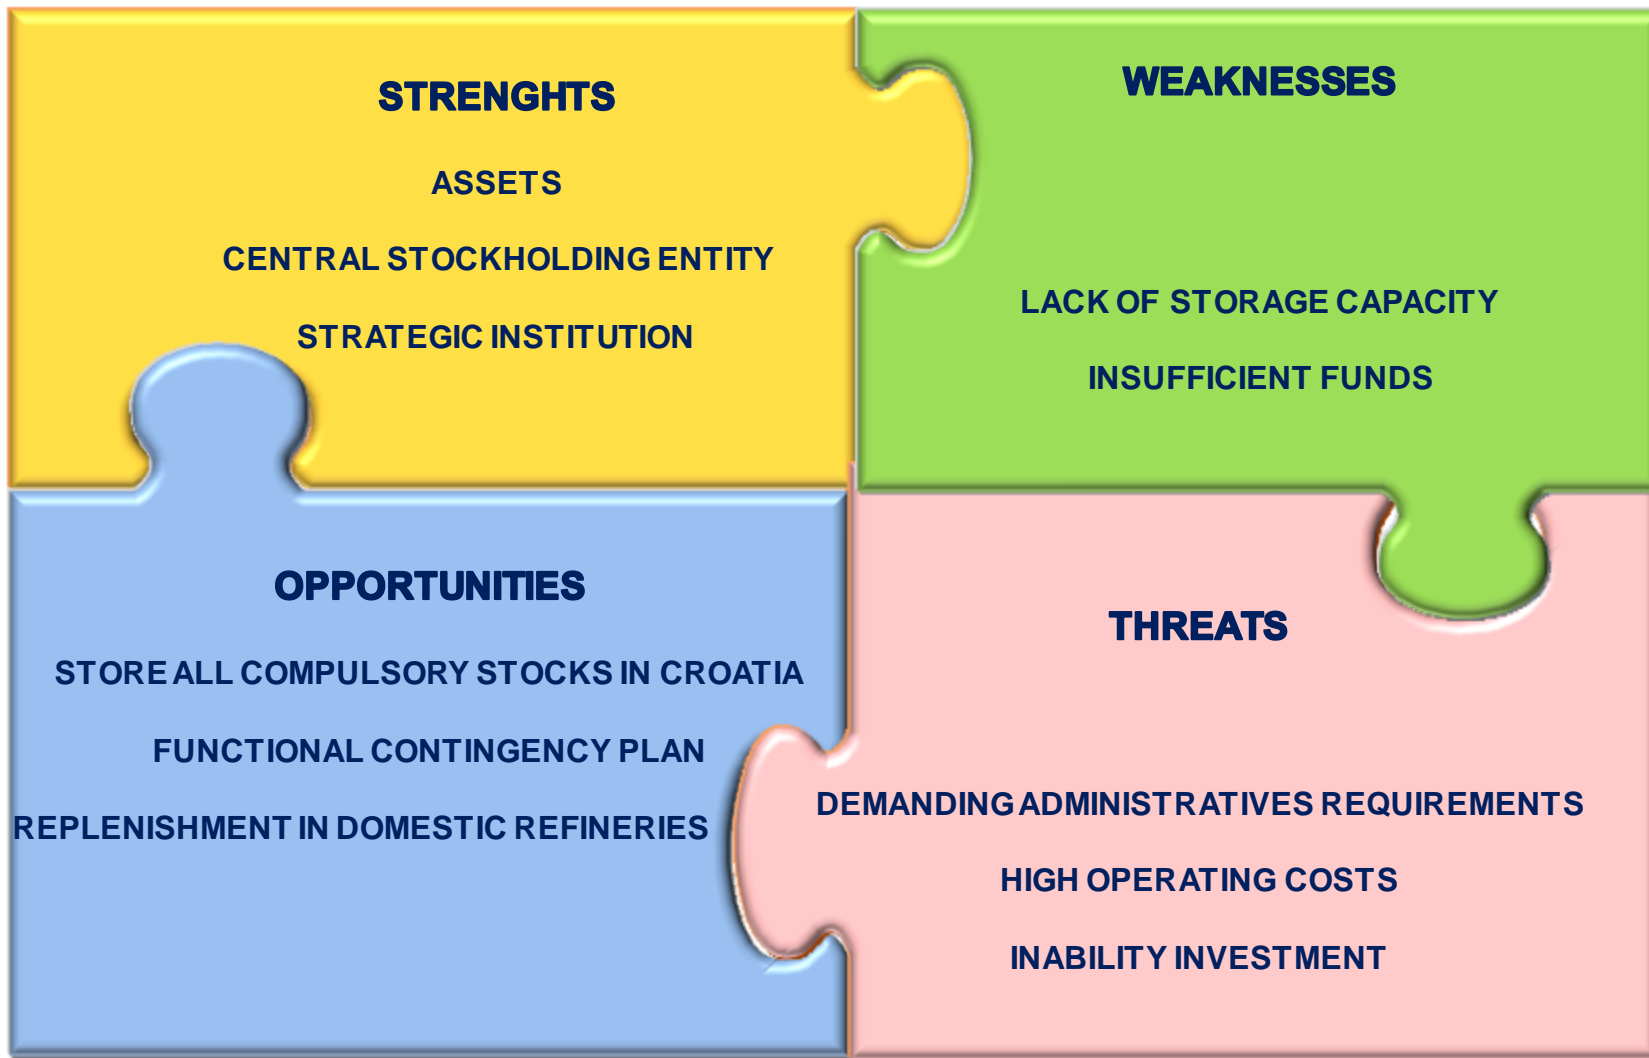 STRENGHTS
ASSETS
CENTRAL STOCKHOLDING ENTITY
STRATEGIC INSTITUTION
WEAKNESSES
LACK OF STORAGE CAPACITY
INSUFFICIENT FUNDS
OPPORTUNITIES
STORE ALL COMPULSORY STOCKS IN CROATIA
FUNCTIONAL CONTINGENCY PLAN
REPLENISHMENT IN DOMESTIC REFINERIES
THREATS
DEMANDING ADMINISTRATIVES REQUIREMENTS
HIGH OPERATING COSTS
INABILITY INVESTMENT